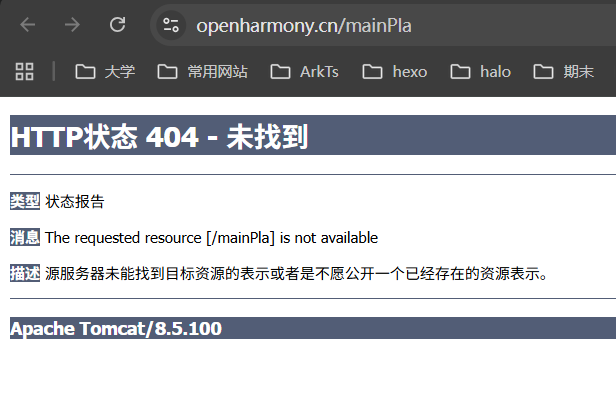 openharmony.cn/mainPla
大学 常用网站 ArkTs hexo halo 期末
HTTP状态 404 - 未找到
类型 状态报告
消息 The requested resource [/mainPla] is not available
描述 源服务器未能找到目标资源的表示或者是不愿公开一个已经存在的资源表示。
Apache Tomcat/8.5.100